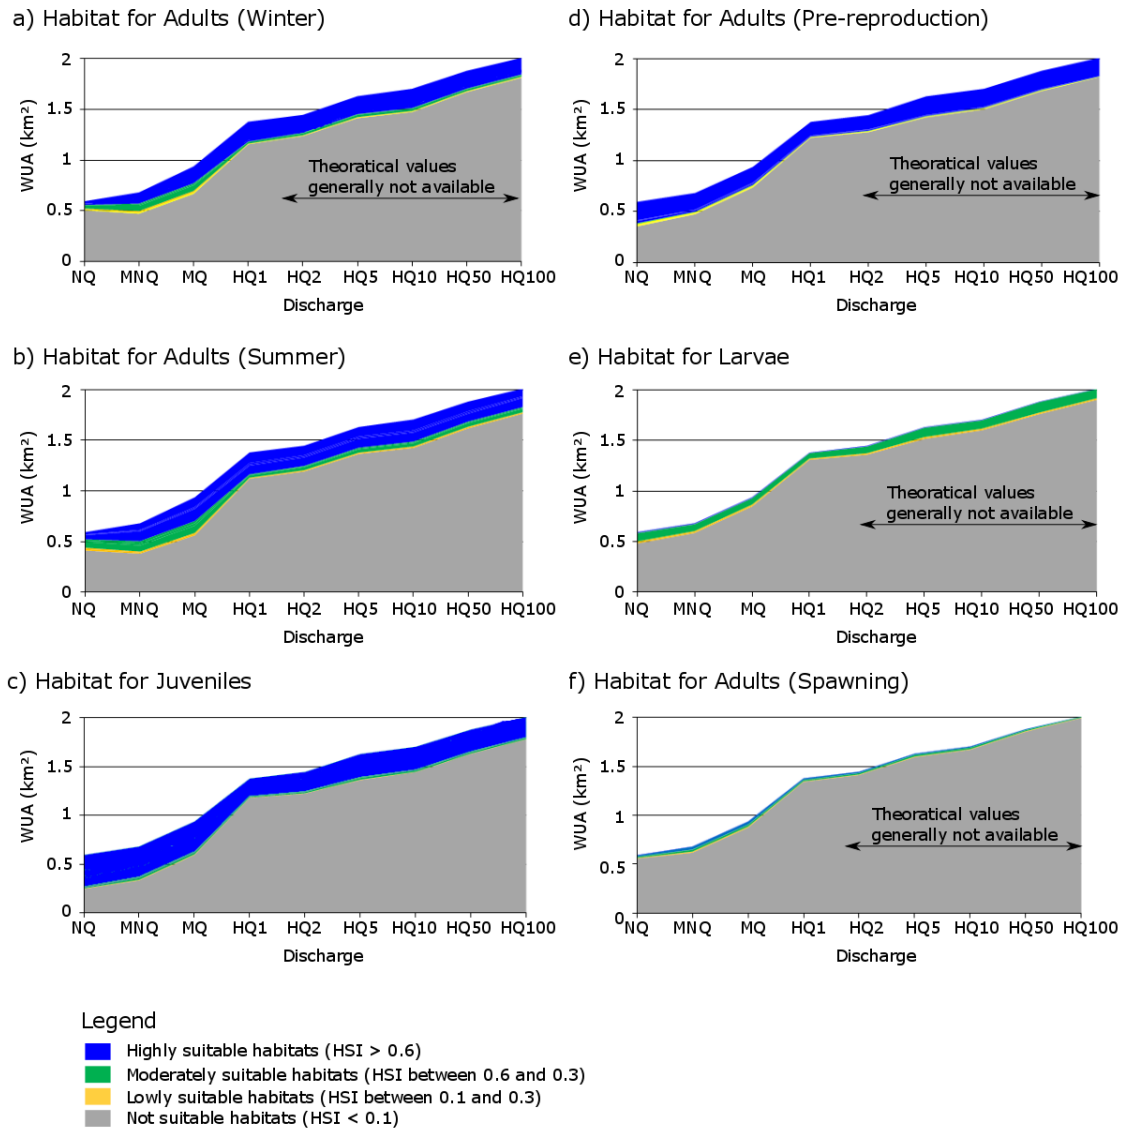 a) Habitat for Adults (Winter)
WUA (km²)
2
1.5
1
0.5
0
Theoratical values
generally not available
NQ MNQ MQ HQ1 HQ2 HQ5 HQ10 HQ50 HQ100
Discharge
d) Habitat for Adults (Pre-reproduction)
WUA (km²)
2
1.5
1
0.5
0
Theoratical values
generally not available
NQ MNQ MQ HQ1 HQ2 HQ5 HQ10 HQ50 HQ100
Discharge
b) Habitat for Adults (Summer)
WUA (km²)
2
1.5
1
0.5
0
NQ MNQ MQ HQ1 HQ2 HQ5 HQ10 HQ50 HQ100
Discharge
e) Habitat for Larvae
WUA (km²)
2
1.5
1
0.5
0
Theoratical values
generally not available
NQ MNQ MQ HQ1 HQ2 HQ5 HQ10 HQ50 HQ100
Discharge
c) Habitat for Juveniles
WUA (km²)
2
1.5
1
0.5
0
NQ MNQ MQ HQ1 HQ2 HQ5 HQ10 HQ50 HQ100
Discharge
f) Habitat for Adults (Spawning)
WUA (km²)
2
1.5
1
0.5
0
Theoratical values
generally not available
NQ MNQ MQ HQ1 HQ2 HQ5 HQ10 HQ50 HQ100
Discharge
Legend
Highly suitable habitats (HSI > 0.6)
Moderately suitable habitats (HSI between 0.6 and 0.3)
Lowly suitable habitats (HSI between 0.1 and 0.3)
Not suitable habitats (HSI < 0.1)